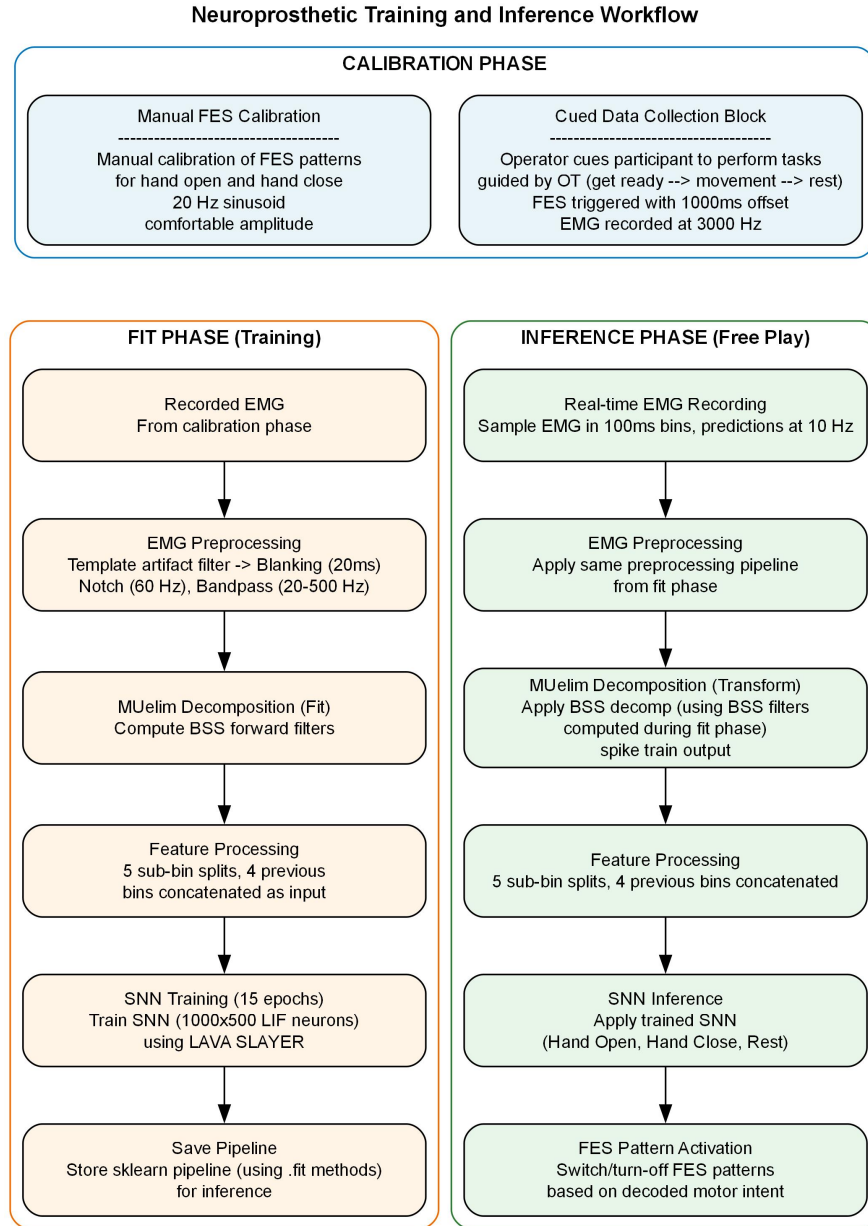 Neuroprosthetic Training and Inference Workflow
CALIBRATION PHASE
Manual FES Calibration
-------------------------------------
Manual calibration of FES patterns
for hand open and hand close
20 Hz sinusoid
comfortable amplitude
Cued Data Collection Block
-------------------------------------
Operator cues participant to perform tasks
guided by OT (get ready --> movement --> rest)
FES triggered with 1000ms offset
EMG recorded at 3000 Hz
FIT PHASE (Training)
Recorded EMG
From calibration phase
EMG Preprocessing
Template artifact filter -> Blanking (20ms)
Notch (60 Hz), Bandpass (20-500 Hz)
MUelim Decomposition (Fit)
Compute BSS forward filters
Feature Processing
5 sub-bin splits, 4 previous
bins concatenated as input
SNN Training (15 epochs)
Train SNN (1000x500 LIF neurons)
using LAVA SLAYER
Save Pipeline
Store sklearn pipeline (using .fit methods)
for inference
INFERENCE PHASE (Free Play)
Real-time EMG Recording
Sample EMG in 100ms bins, predictions at 10 Hz
EMG Preprocessing
Apply same preprocessing pipeline
from fit phase
MUelim Decomposition (Transform)
Apply BSS decomp (using BSS filters
computed during fit phase)
spike train output
Feature Processing
5 sub-bin splits, 4 previous bins concatenated
SNN Inference
Apply trained SNN
(Hand Open, Hand Close, Rest)
FES Pattern Activation
Switch/turn-off FES patterns
based on decoded motor intent